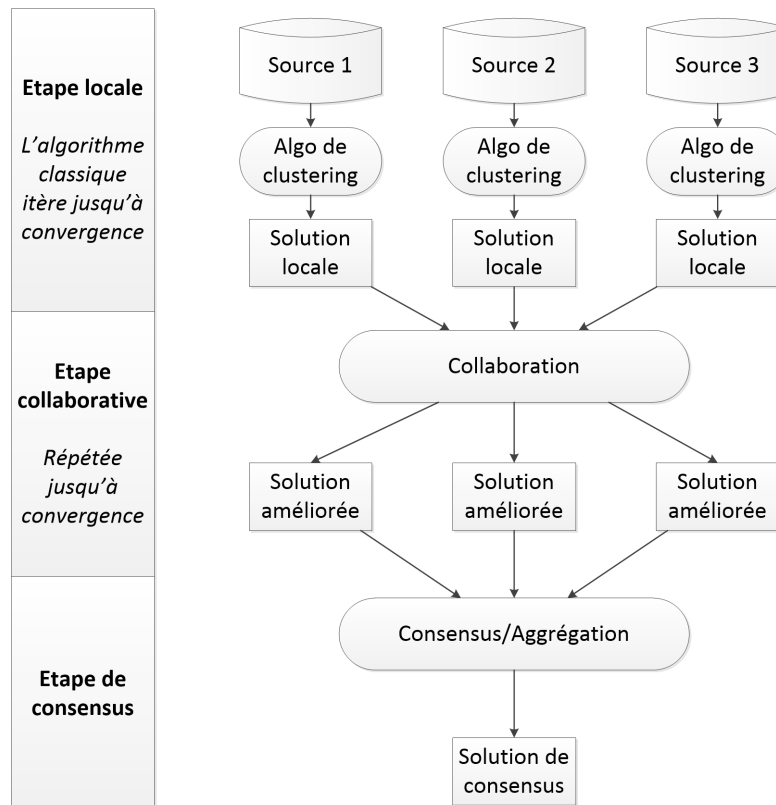 Etape locale
L'algorithme
classique
itère jusqu'à
convergence
Source 1
Source 2
Source 3
Algo de
clustering
Algo de
clustering
Algo de
clustering
Solution
locale
Solution
locale
Solution
locale
Etape
collaborative
Répétée
jusqu'à
convergence
Collaboration
Solution
améliorée
Solution
améliorée
Solution
améliorée
Etape de
consensus
Consensus/Aggrégation
Solution de
consensus